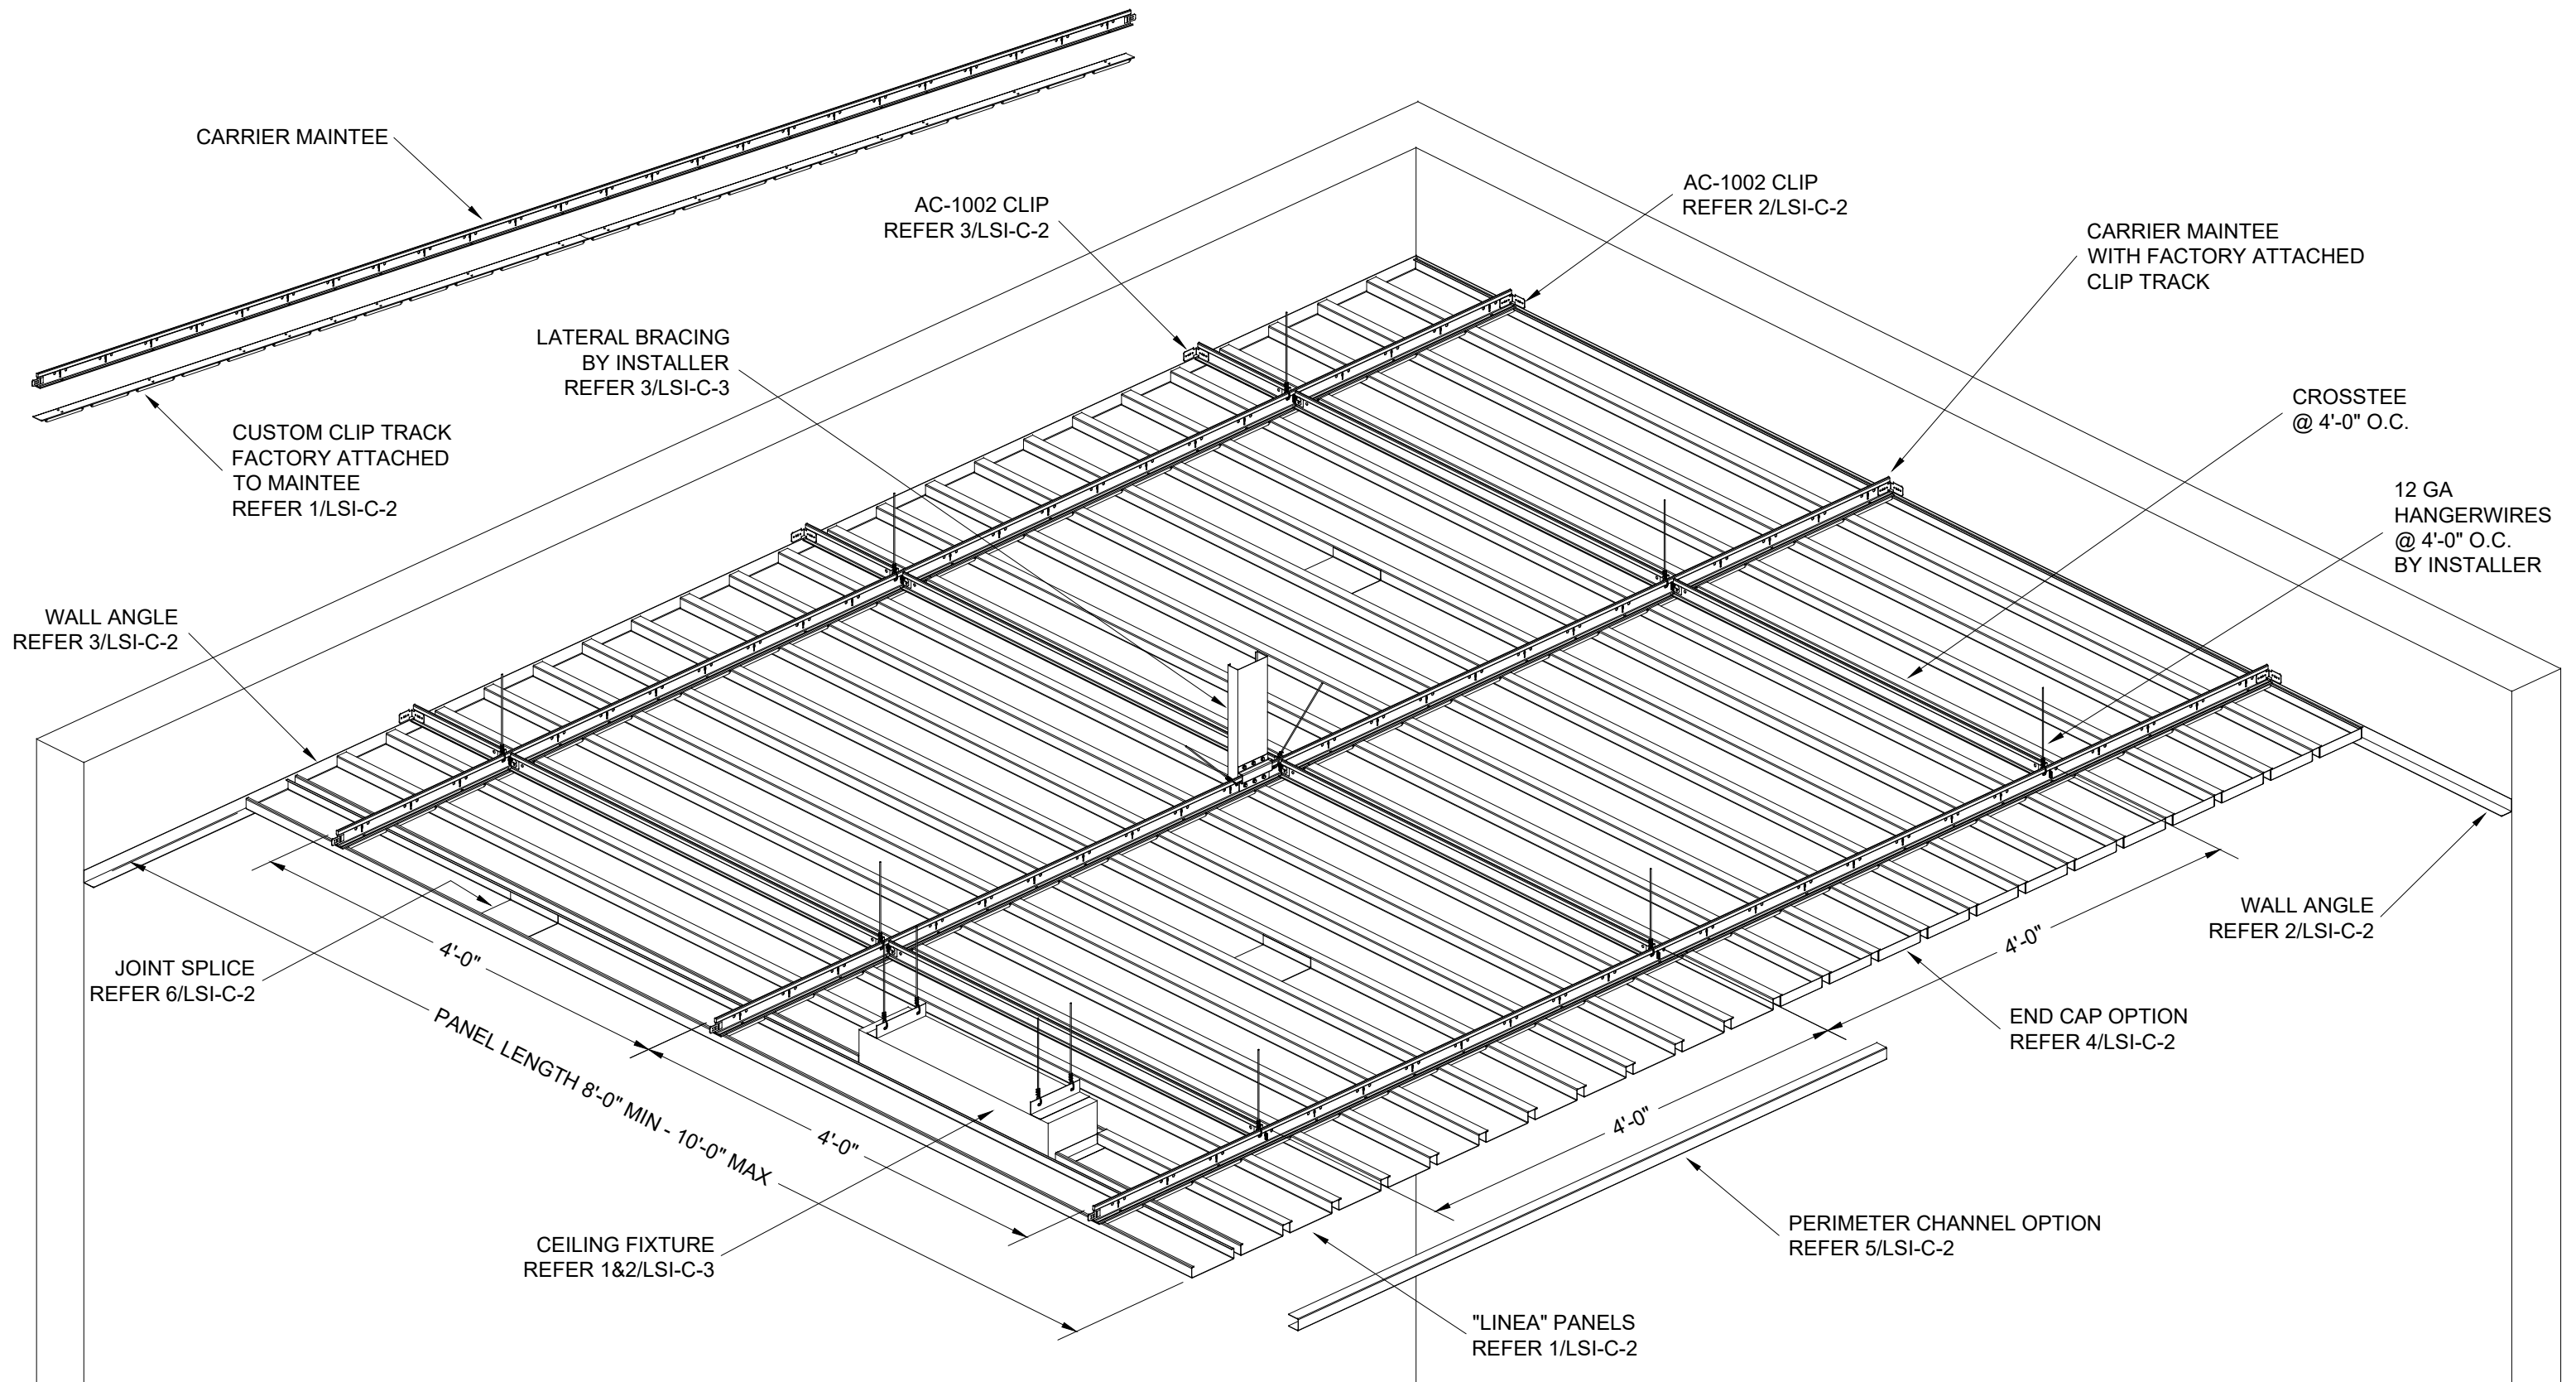 CARRIER MAINTEE
AC-1002 CLIP
REFER 3/LSI-C-2
AC-1002 CLIP
REFER 2/LSI-C-2
CARRIER MAINTEE
WITH FACTORY ATTACHED
CLIP TRACK
LATERAL BRACING
BY INSTALLER
REFER 3/LSI-C-3
CUSTOM CLIP TRACK
FACTORY ATTACHED
TO MAINTEE
REFER 1/LSI-C-2
CROSSTEE
@ 4'-0" O.C.
12 GA
HANGERWIRES
@ 4'-0" O.C.
BY INSTALLER
WALL ANGLE
REFER 3/LSI-C-2
WALL ANGLE
REFER 2/LSI-C-2
JOINT SPLICE
REFER 6/LSI-C-2
4'-0"
4'-0"
PANEL LENGTH 8'-0" MIN - 10'-0" MAX
4'-0"
4'-0"
END CAP OPTION
REFER 4/LSI-C-2
CEILING FIXTURE
REFER 1&2/LSI-C-3
PERIMETER CHANNEL OPTION
REFER 5/LSI-C-2
"LINEA" PANELS
REFER 1/LSI-C-2